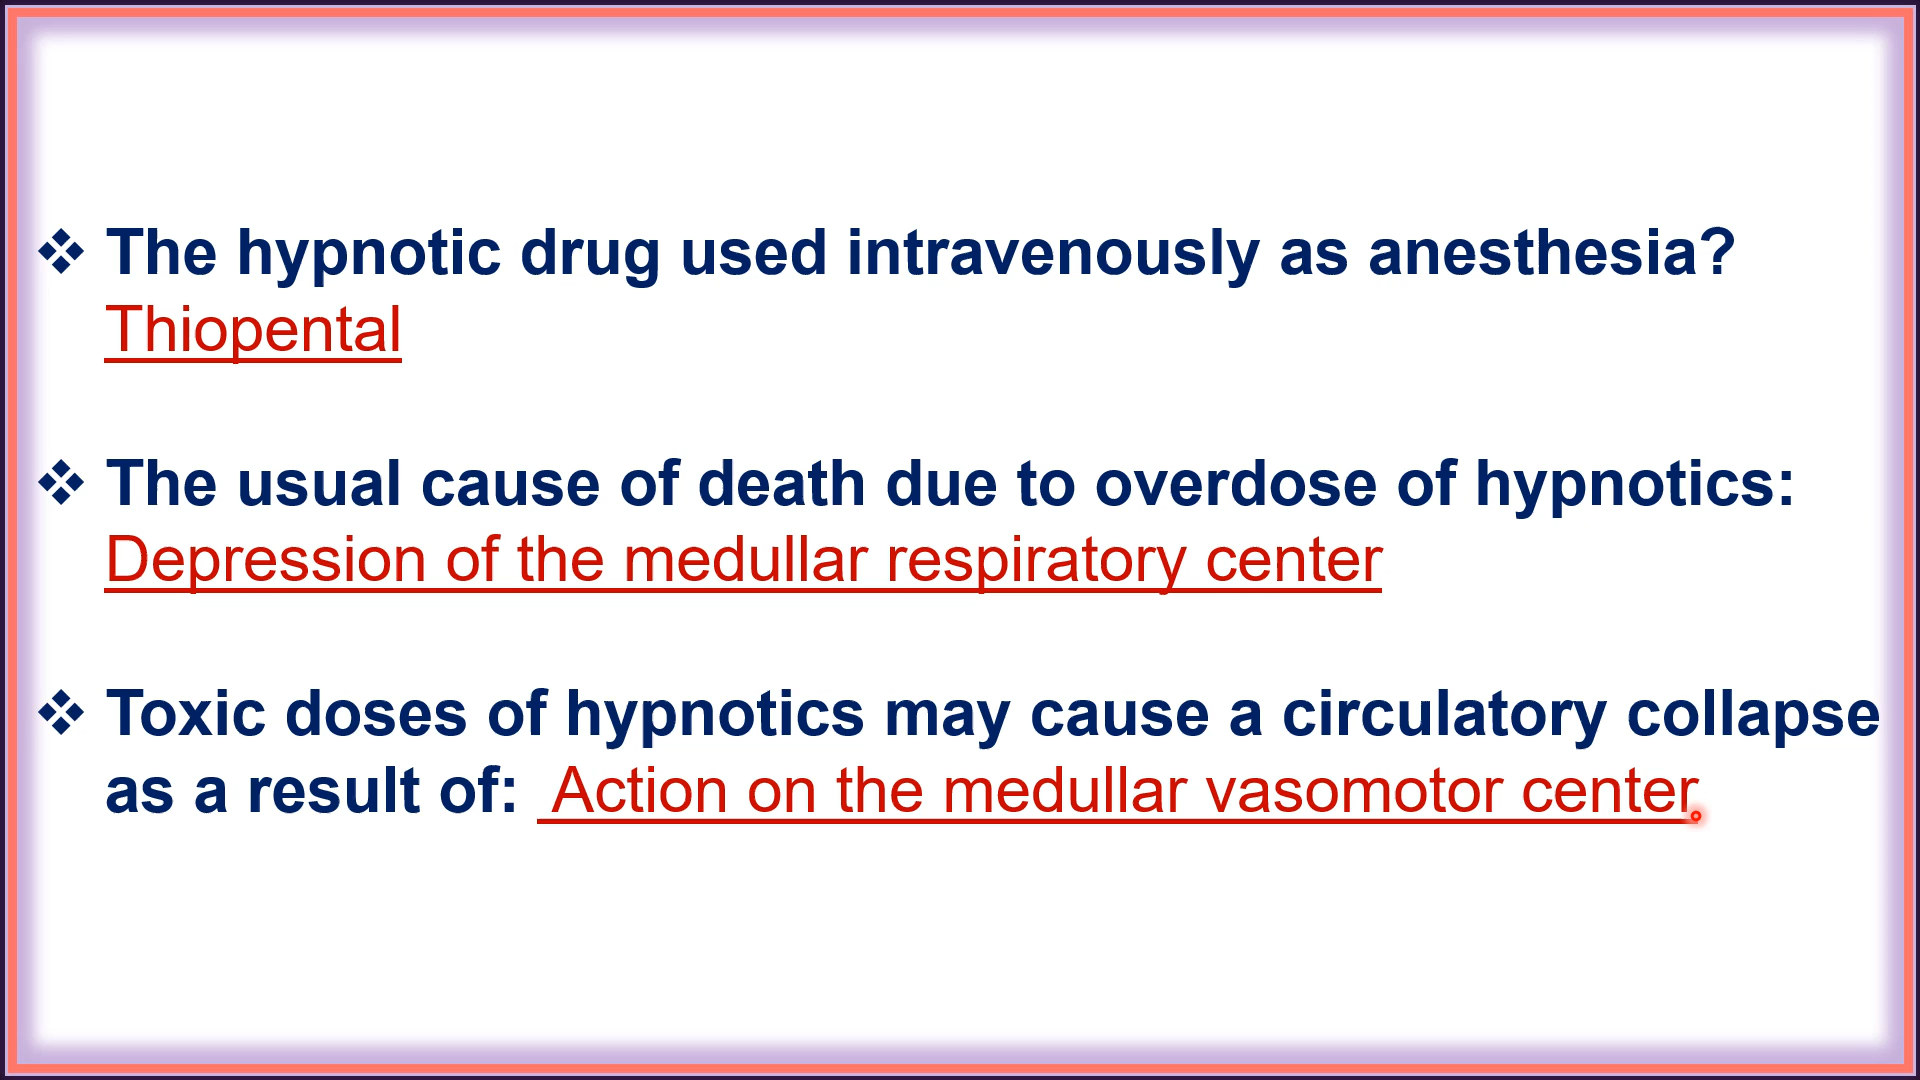 ❖ The hypnotic drug used intravenously as anesthesia?
Thiopental
❖ The usual cause of death due to overdose of hypnotics:
Depression of the medullar respiratory center
❖ Toxic doses of hypnotics may cause a circulatory collapse
as a result of: Action on the medullar vasomotor center